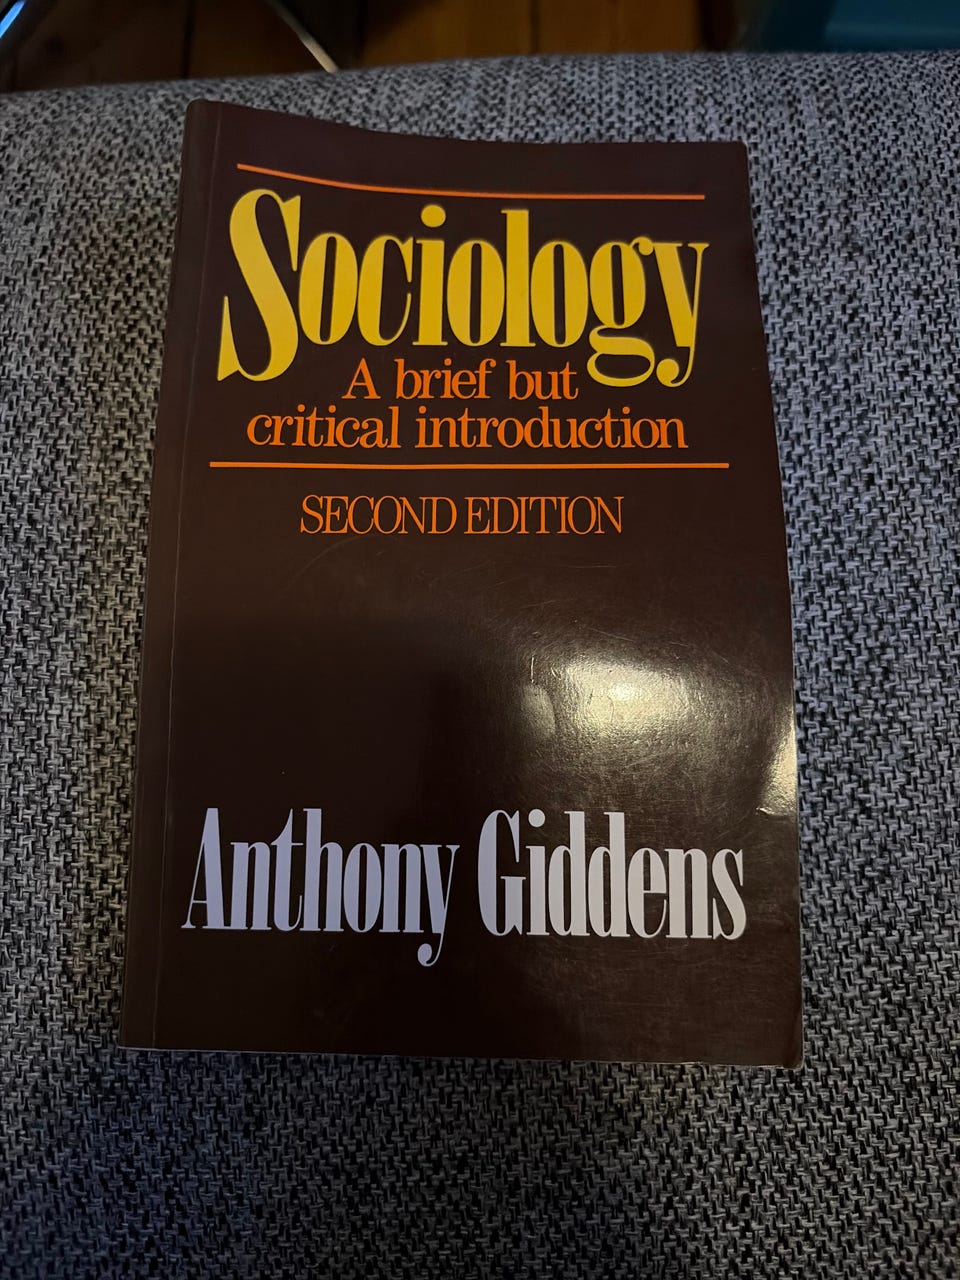 Sociology
A brief but
critical introduction
SECOND EDITION
Anthony Giddens